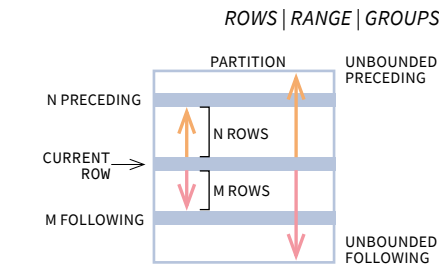 ROWS | RANGE | GROUPS
PARTITION
UNBOUNDED
PRECEDING
N PRECEDING
N ROWS
CURRENT
ROW
M ROWS
M FOLLOWING
UNBOUNDED
FOLLOWING